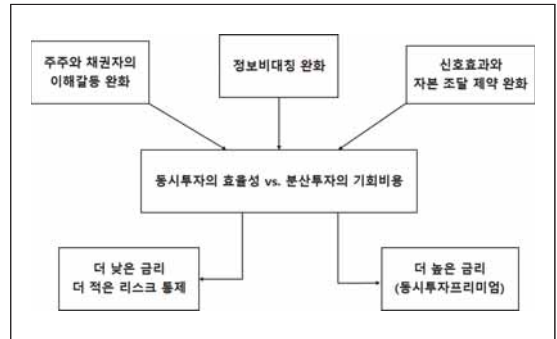 주주와 채권자의
이해갈등 완화
정보비대칭 완화
신호효과와
자본 조달 제약 완화
동시투자의 효율성 vs. 분산투자의 기회비용
더 낮은 금리
더 적은 리스크 통제
더 높은 금리
(동시투자프리미엄)